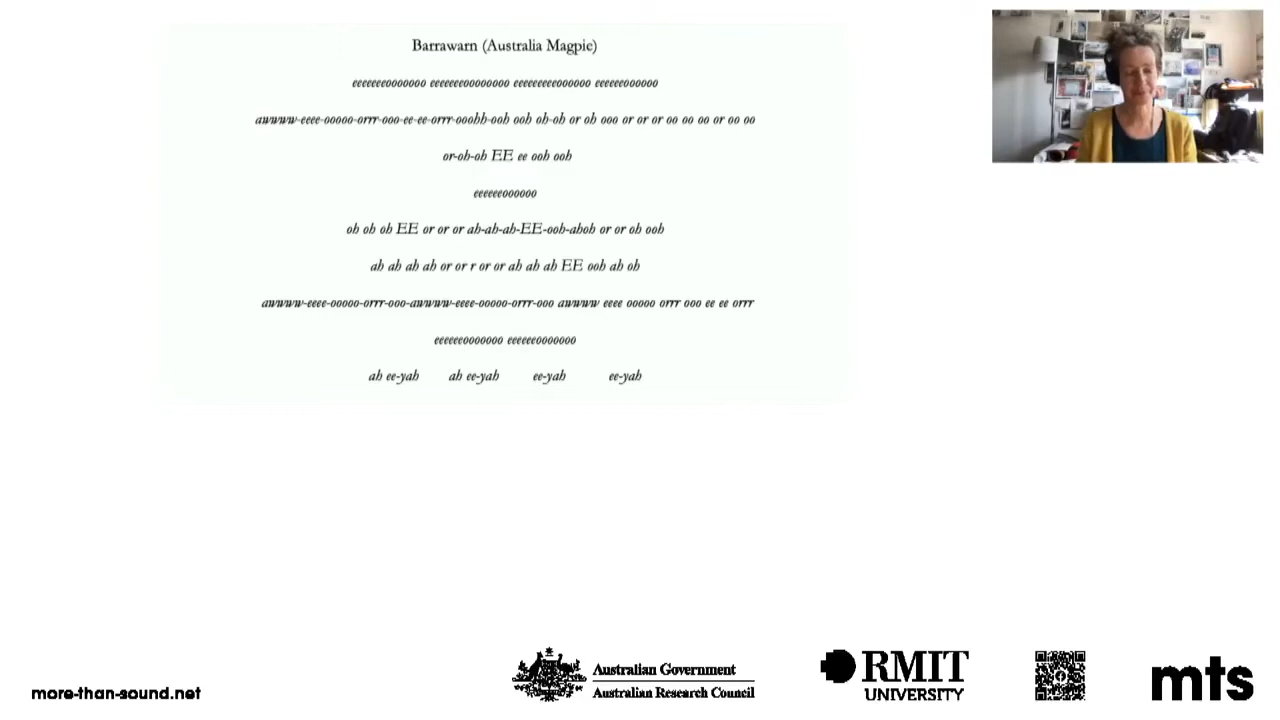 Barrawarn (Australia Magpie)
eeeeeeeooooooo eeeeeeeoooooooo eeeeeeeeeoooooo eeeeeeoooooo
awwww-eeee-ooooo-orrr-ooo-ee-ee-orrr-ooohh-ooh ooh oh-oh or oh ooo or or or oo oo oo or oo oo
or-oh-oh EE ee ooh ooh
eeeeeeoooooo
oh oh oh EE or or or ah-ah-ah-EE-ooh-ahoh or or oh ooh
ah ah ah ah or or r or or ah ah ah EE ooh ah oh
awwww-eeee-ooooo-orrr-ooo-awwww-eeee-ooooo-orrr-ooo awwww eeee ooooo orrr ooo ee ee orrr
eeeeeeooooooo eeeeeeooooooo
ah ee-yah ah ee-yah ee-yah ee-yah
more-than-sound.net
Australian Government
Australian Research Council
RMIT
UNIVERSITY
mts